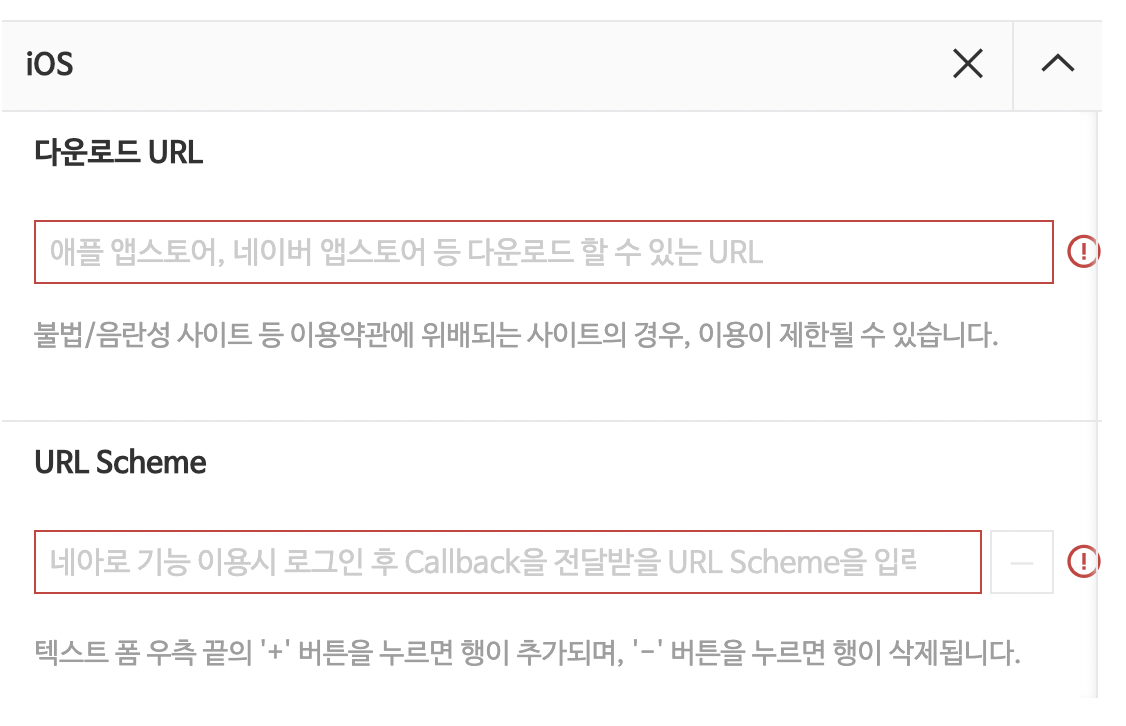 iOS
다운로드 URL
애플 앱스토어, 네이버 앱스토어 등 다운로드 할 수 있는 URL
불법/음란성 사이트 등 이용약관에 위배되는 사이트의 경우, 이용이 제한될 수 있습니다.
URL Scheme
네아로 기능 이용시 로그인 후 Callback을 전달받을 URL Scheme을 입력
텍스트 폼 우측 끝의 '+' 버튼을 누르면 행이 추가되며, '-' 버튼을 누르면 행이 삭제됩니다.